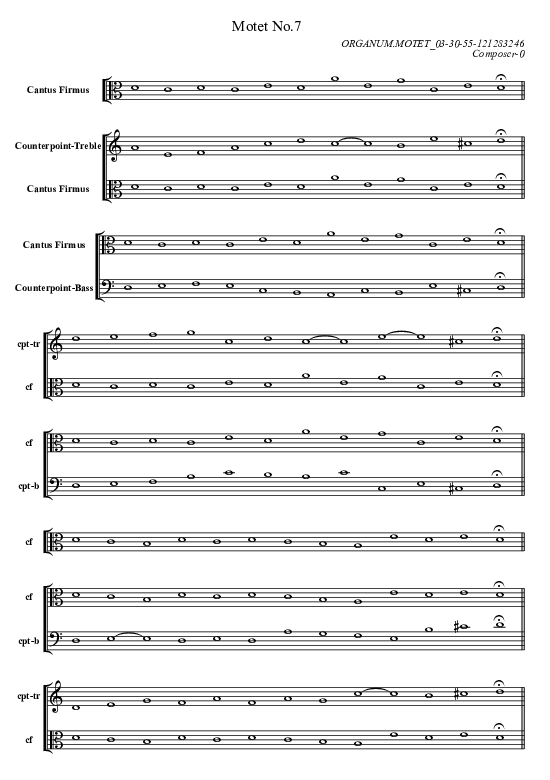 Motet No.7
ORGANUM.MOTET_03-30-55-121283246
Composer-0
Cantus Firmus
Counterpoint-Treble
Cantus Firmus
Cantus Firmus
Counterpoint-Bass
cpt-tr
cf
cf
cpt-b
cf
cf
cpt-b
cpt-tr
cf